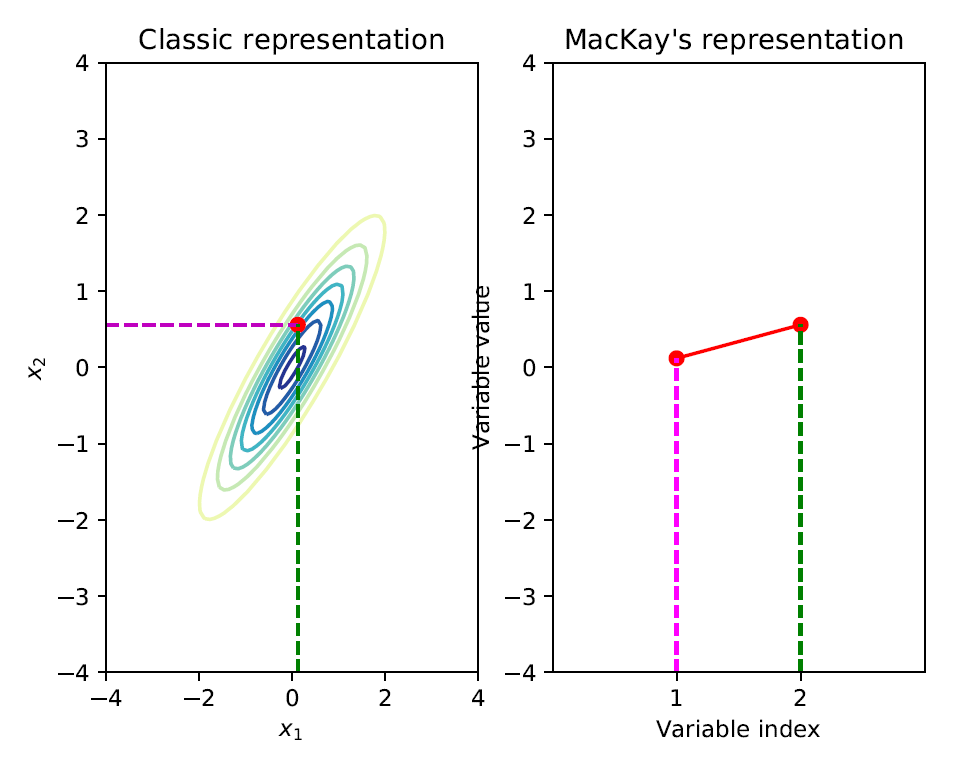 Classic representation
4
3
2
1
0
−1
−2
−3
−4
x₂
−4 −2 0 2 4
x₁
MacKay's representation
4
3
2
1
0
−1
−2
−3
−4
Variable value
1 2
Variable index